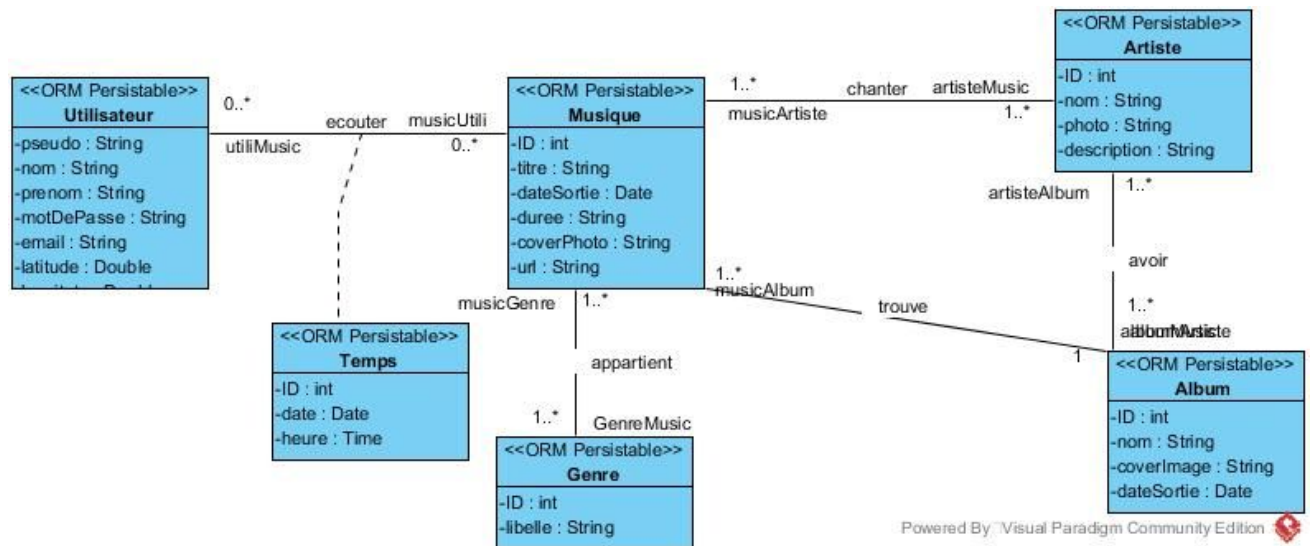 <<ORM Persistable>>
Utilisateur
-pseudo : String
-nom : String
-prenom : String
-motDePasse : String
-email : String
-latitude : Double
0..*
utiliMusic
ecouter
musicUtili
0..*
<<ORM Persistable>>
Musique
-ID : int
-titre : String
-dateSortie : Date
-duree : String
-coverPhoto : String
-url : String
1..*
musicArtiste
chanter
artisteMusic
1..*
<<ORM Persistable>>
Artiste
-ID : int
-nom : String
-photo : String
-description : String
artisteAlbum
1..*
avoir
1..*
1..*
musicAlbum
trouve
1
musicGenre
1..*
appartient
1..*
GenreMusic
<<ORM Persistable>>
Temps
-ID : int
-date : Date
-heure : Time
<<ORM Persistable>>
Genre
-ID : int
-libelle : String
<<ORM Persistable>>
Album
-ID : int
-nom : String
-coverImage : String
-dateSortie : Date
Powered By Visual Paradigm Community Edition